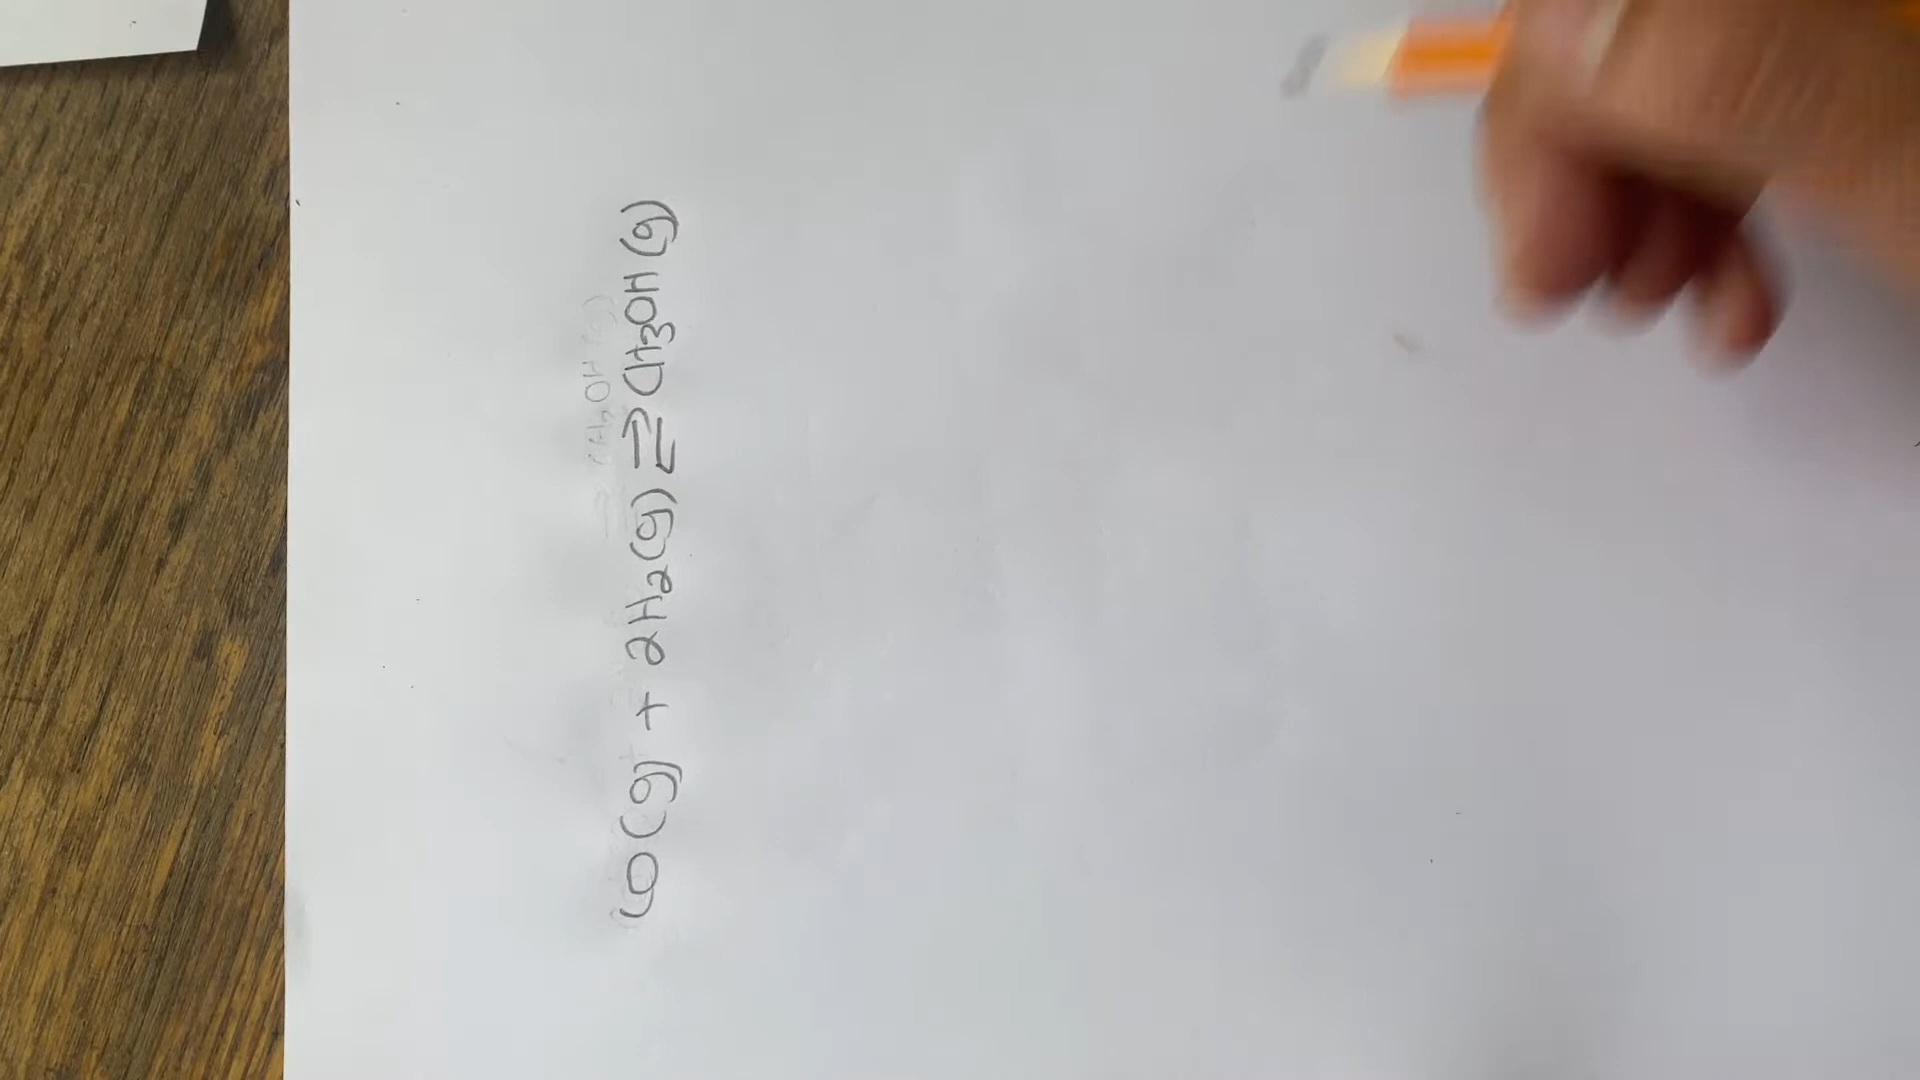 CO(g) + 2H₂(g) ⇌ CH₃OH(g)